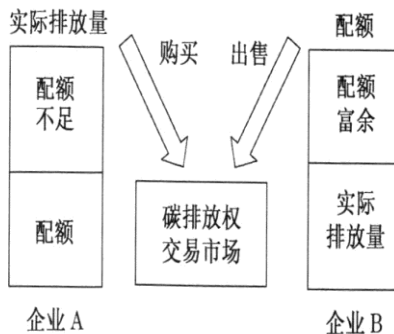 实际排放量
配额
不足
配额
企业A
购买
出售
碳排放权
交易市场
配额
配额
富余
实际
排放量
企业B